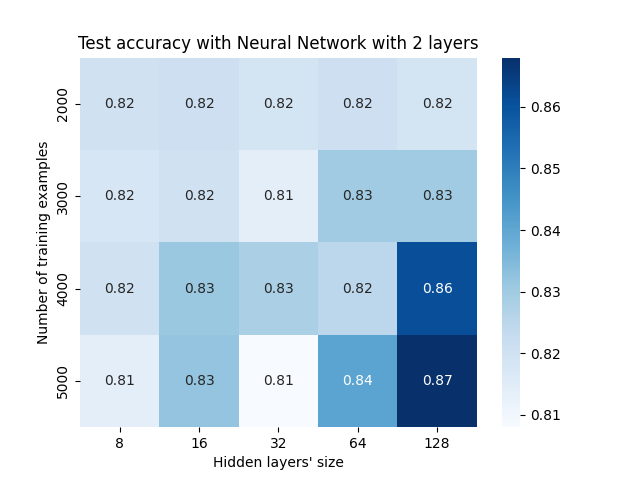 Test accuracy with Neural Network with 2 layers
Number of training examples
2000 0.82 0.82 0.82 0.82 0.82
3000 0.82 0.82 0.81 0.83 0.83
4000 0.82 0.83 0.83 0.82 0.86
5000 0.81 0.83 0.81 0.84 0.87
8 16 32 64 128
Hidden layers' size
0.86
0.85
0.84
0.83
0.82
0.81